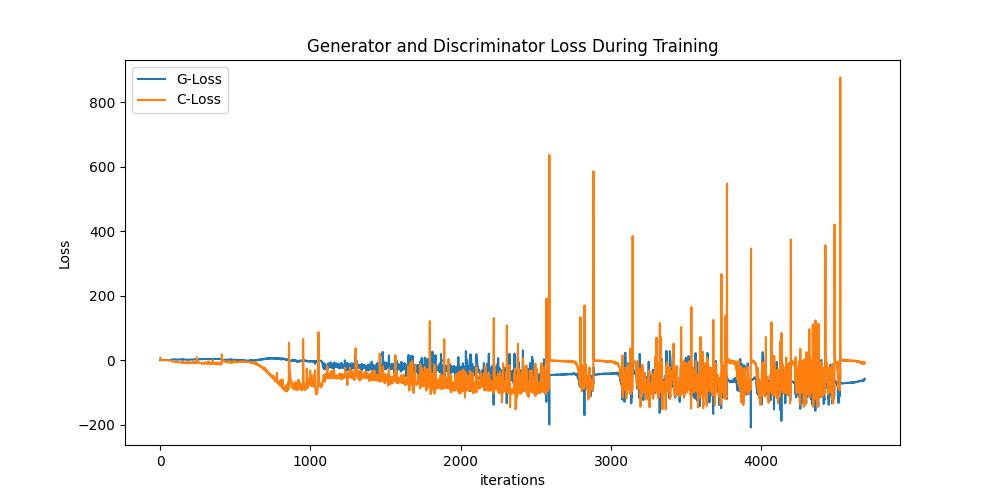 Generator and Discriminator Loss During Training
G-Loss
C-Loss
800
600
400
200
0
−200
Loss
0 1000 2000 3000 4000
iterations